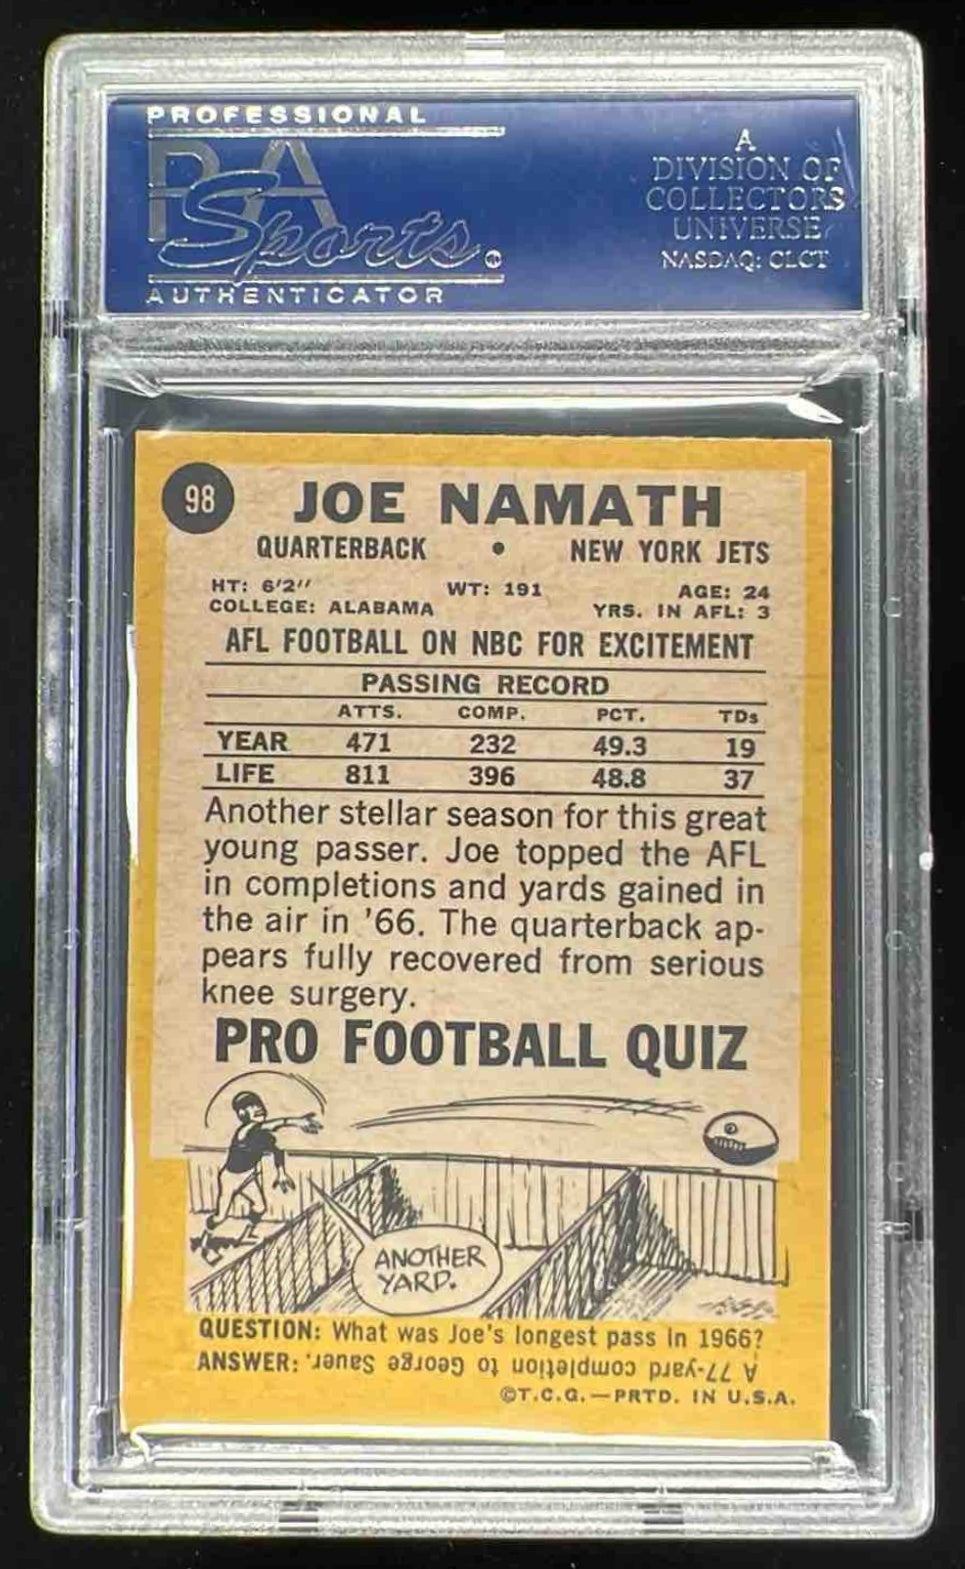 PROFESSIONAL
PSA
Sports
AUTHENTICATOR
A
DIVISION OF
COLLECTORS
UNIVERSE
NASDAQ: CLCT
98
JOE NAMATH
QUARTERBACK • NEW YORK JETS
HT: 6'2" WT: 191 AGE: 24
COLLEGE: ALABAMA YRS. IN AFL: 3
AFL FOOTBALL ON NBC FOR EXCITEMENT
PASSING RECORD
ATTS. COMP. PCT. TDs
YEAR 471 232 49.3 19
LIFE 811 396 48.8 37
Another stellar season for this great
young passer. Joe topped the AFL
in completions and yards gained in
the air in '66. The quarterback ap-
pears fully recovered from serious
knee surgery.
PRO FOOTBALL QUIZ
ANOTHER
YARD.
QUESTION: What was Joe's longest pass in 1966?
ANSWER: A 77-yard completion to George Sauer.
©T.C.G.—PRTD. IN U.S.A.